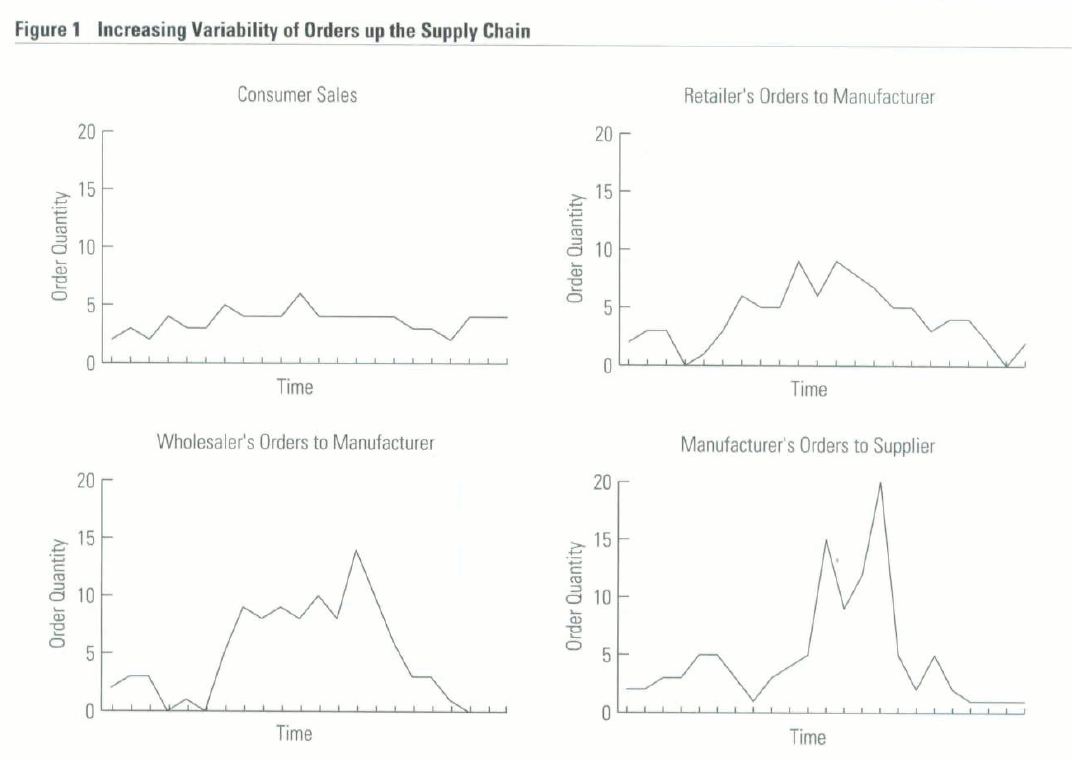 Figure 1 Increasing Variability of Orders up the Supply Chain
Consumer Sales
20
15
10
5
0
Order Quantity
Time
Retailer's Orders to Manufacturer
20
15
10
5
0
Order Quantity
Time
Wholesaler's Orders to Manufacturer
20
15
10
5
0
Order Quantity
Time
Manufacturer's Orders to Supplier
20
15
10
5
0
Order Quantity
Time